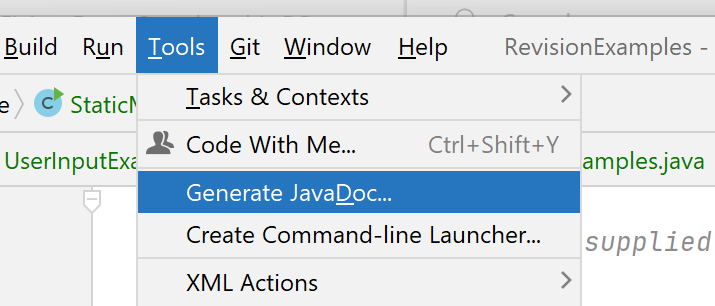 Build Run Tools Git Window Help RevisionExamples -
Tasks & Contexts
StaticM
Code With Me... Ctrl+Shift+Y
UserInputExa
amples.java
Generate JavaDoc...
Create Command-line Launcher...
supplied
XML Actions